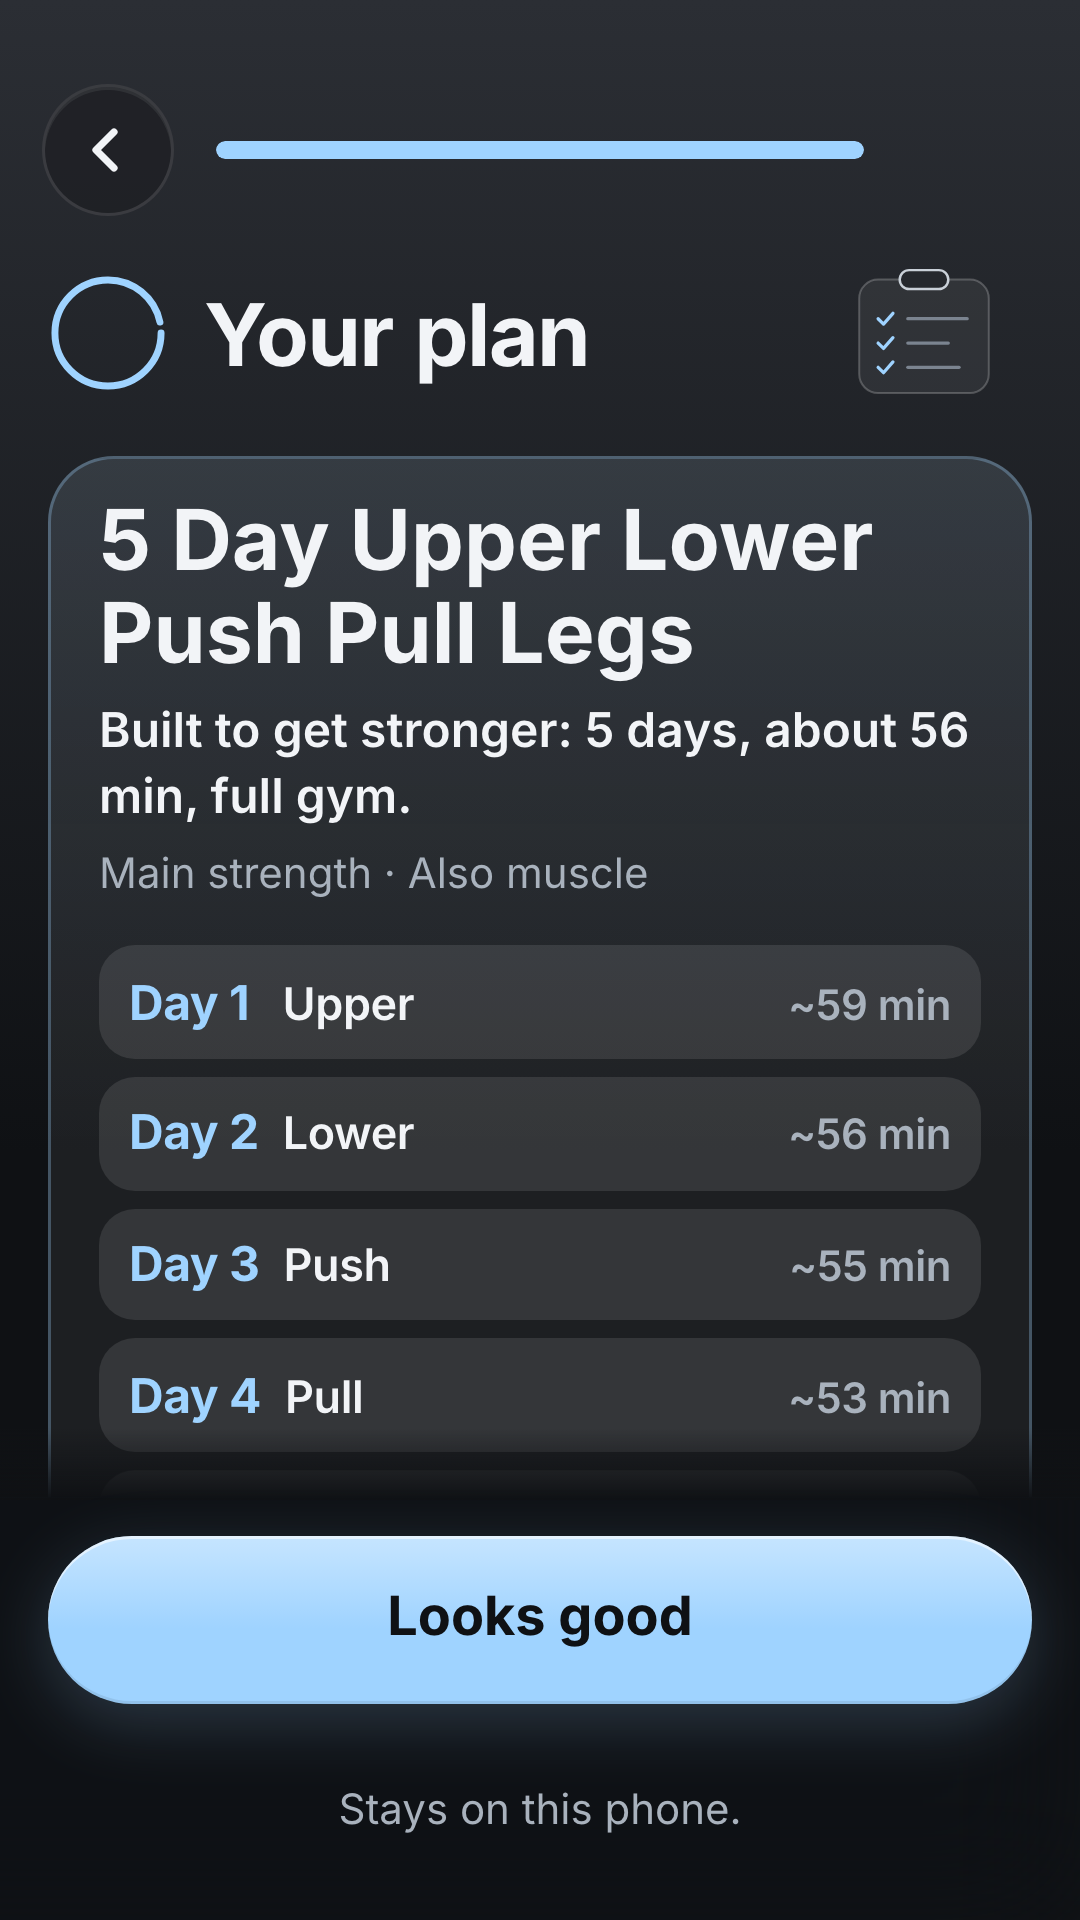 Your plan
5 Day Upper Lower
Push Pull Legs
Built to get stronger: 5 days, about 56
min, full gym.
Main strength · Also muscle
Day 1 Upper ~59 min
Day 2 Lower ~56 min
Day 3 Push ~55 min
Day 4 Pull ~53 min
Looks good
Stays on this phone.